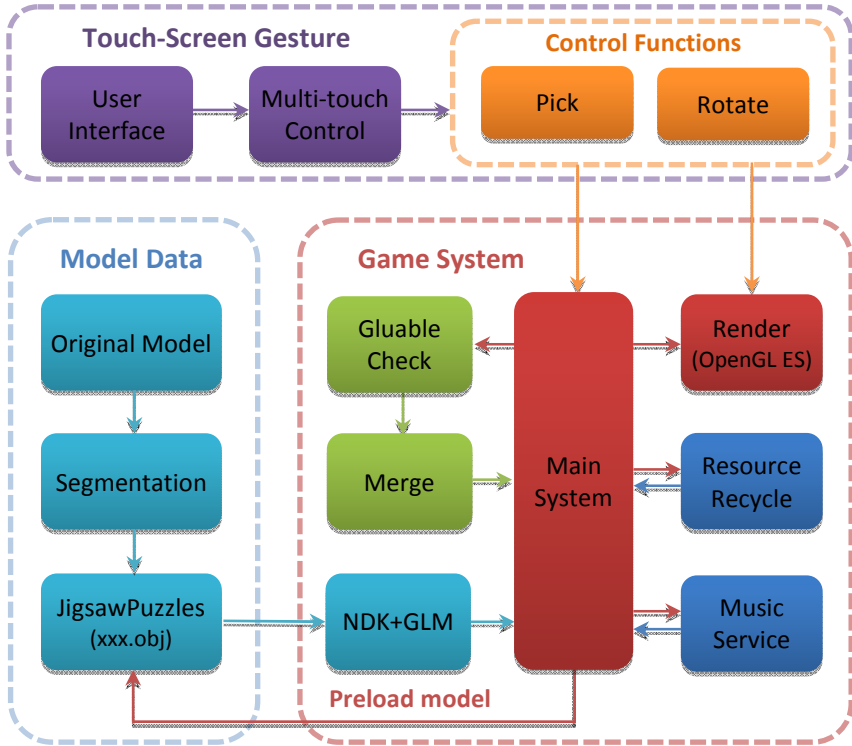 Touch-Screen Gesture
Control Functions
User
Interface
Multi-touch
Control
Pick
Rotate
Model Data
Game System
Original Model
Gluable
Check
Render
(OpenGL ES)
Segmentation
Merge
Main
System
Resource
Recycle
JigsawPuzzles
(xxx.obj)
NDK+GLM
Music
Service
Preload model